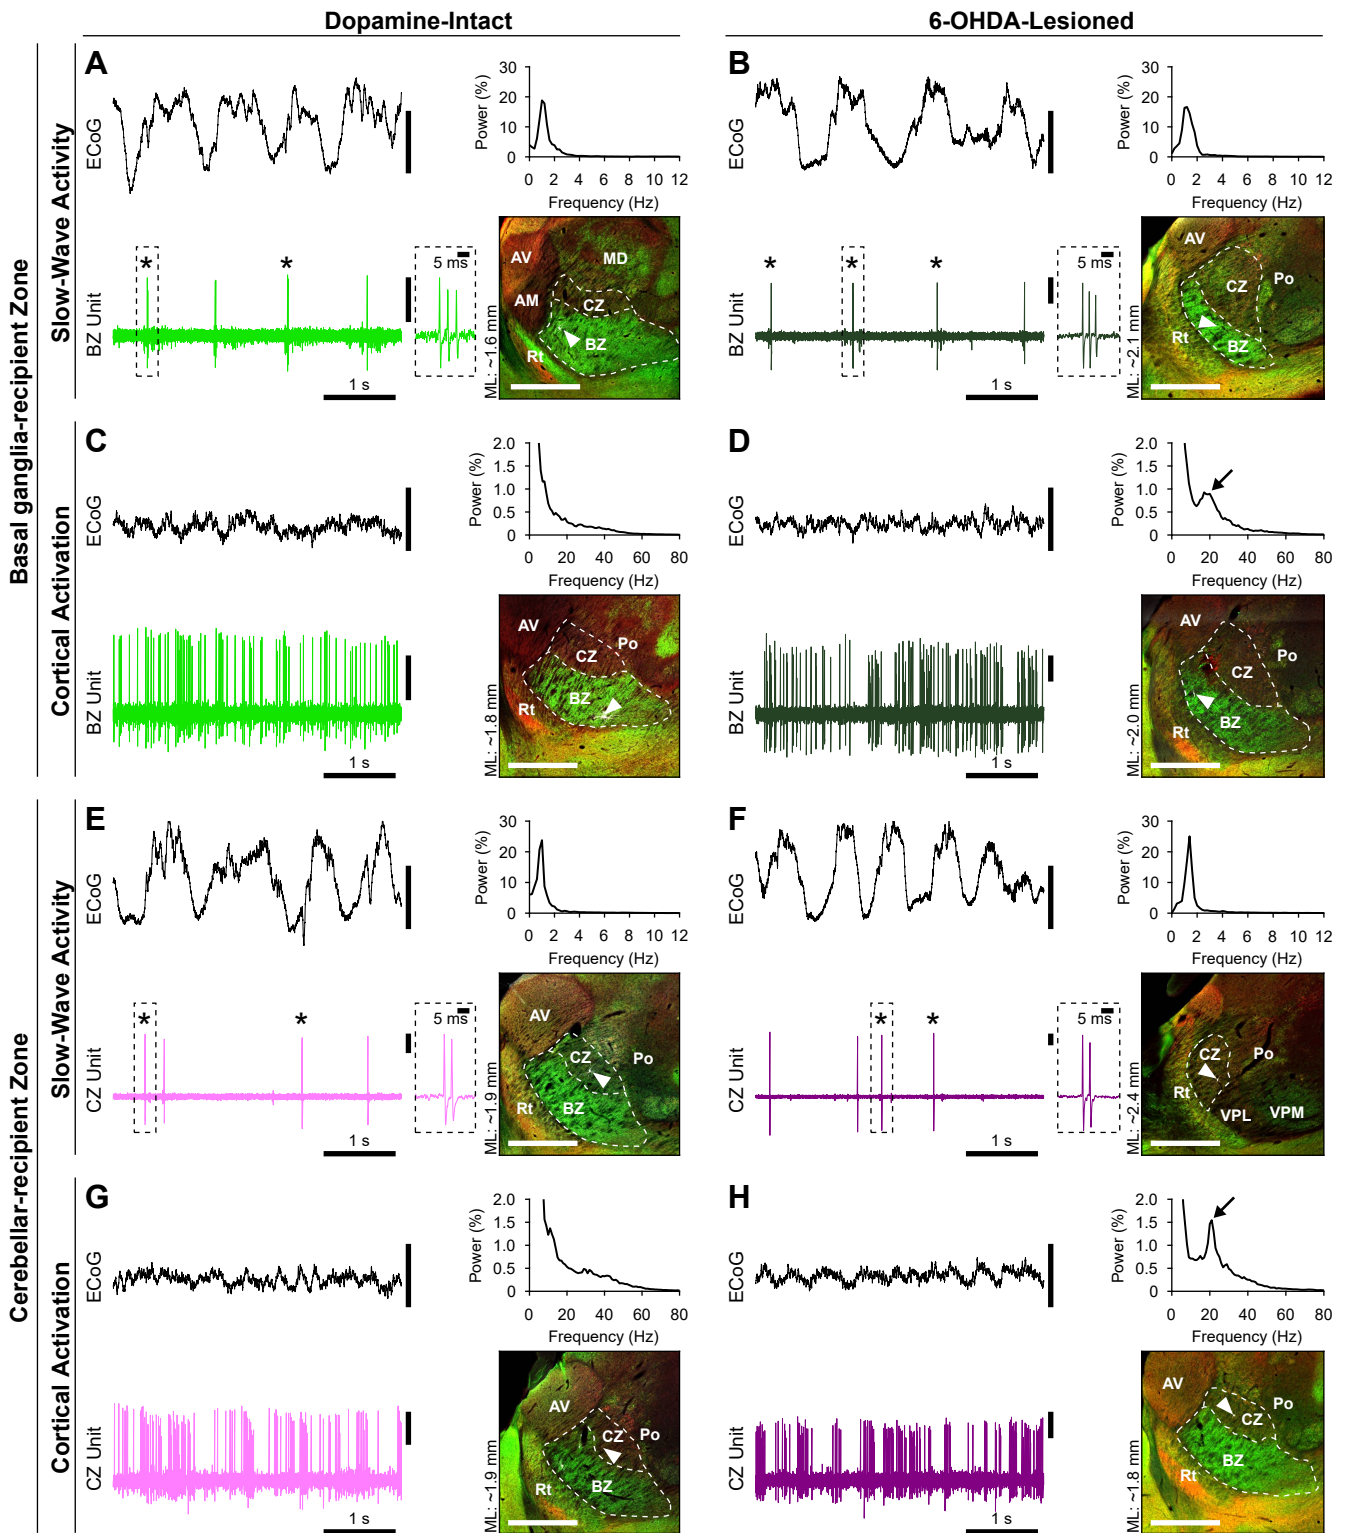 Dopamine-Intact
6-OHDA-Lesioned
Basal ganglia-recipient Zone
Slow-Wave Activity
A
ECoG
Power (%)
30
20
10
0
0 2 4 6 8 10 12
Frequency (Hz)
BZ Unit
*
*
5 ms
1 s
ML: ~1.6 mm
AV
MD
AM
CZ
BZ
Rt
B
ECoG
Power (%)
30
20
10
0
0 2 4 6 8 10 12
Frequency (Hz)
BZ Unit
*
*
*
5 ms
1 s
ML: ~2.1 mm
AV
Po
CZ
BZ
Rt
Cortical Activation
C
ECoG
Power (%)
2.0
1.5
1.0
0.5
0
0 20 40 60 80
Frequency (Hz)
BZ Unit
1 s
ML: ~1.8 mm
AV
Po
CZ
BZ
Rt
D
ECoG
Power (%)
2.0
1.5
1.0
0.5
0
0 20 40 60 80
Frequency (Hz)
BZ Unit
1 s
ML: ~2.0 mm
AV
Po
CZ
BZ
Rt
Cerebellar-recipient Zone
Slow-Wave Activity
E
ECoG
Power (%)
30
20
10
0
0 2 4 6 8 10 12
Frequency (Hz)
CZ Unit
*
*
5 ms
1 s
ML: ~1.9 mm
AV
CZ
Po
BZ
Rt
F
ECoG
Power (%)
30
20
10
0
0 2 4 6 8 10 12
Frequency (Hz)
CZ Unit
*
*
5 ms
1 s
ML: ~2.4 mm
CZ
Po
Rt
VPL
VPM
Cortical Activation
G
ECoG
Power (%)
2.0
1.5
1.0
0.5
0
0 20 40 60 80
Frequency (Hz)
CZ Unit
1 s
ML: ~1.9 mm
AV
CZ
Po
BZ
Rt
H
ECoG
Power (%)
2.0
1.5
1.0
0.5
0
0 20 40 60 80
Frequency (Hz)
CZ Unit
1 s
ML: ~1.8 mm
AV
Po
CZ
BZ
Rt